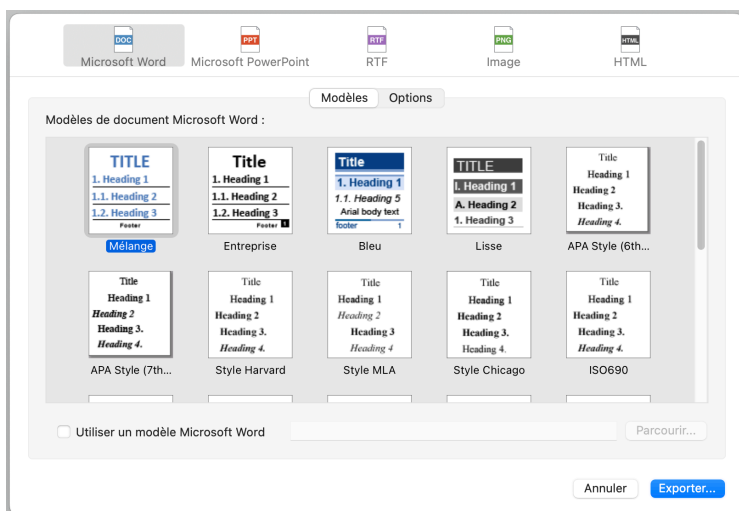 DOC
PPT
RTF
PNG
HTML
Microsoft Word
Microsoft PowerPoint
RTF
Image
HTML
Modèles
Options
Modèles de document Microsoft Word :
TITLE
1. Heading 1
1.1. Heading 2
1.2. Heading 3
Footer
Mélange
Title
1. Heading 1
1.1. Heading 2
1.2. Heading 3
Footer 1
Entreprise
Title
1. Heading 1
1.1. Heading 5
Arial body text
footer 1
Bleu
TITLE
I. Heading 1
A. Heading 2
1. Heading 3
Lisse
Title
Heading 1
Heading 2
Heading 3.
Heading 4.
APA Style (6th...
Title
Heading 1
Heading 2
Heading 3.
Heading 4.
APA Style (7th...
Title
Heading 1
Heading 2
Heading 3.
Heading 4.
Style Harvard
Title
Heading 1
Heading 2
Heading 3
Heading 4
Style MLA
Title
Heading 1
Heading 2
Heading 3.
Heading 4.
Style Chicago
Title
Heading 1
Heading 2
Heading 3.
Heading 4.
ISO690
Utiliser un modèle Microsoft Word
Parcourir...
Annuler
Exporter...